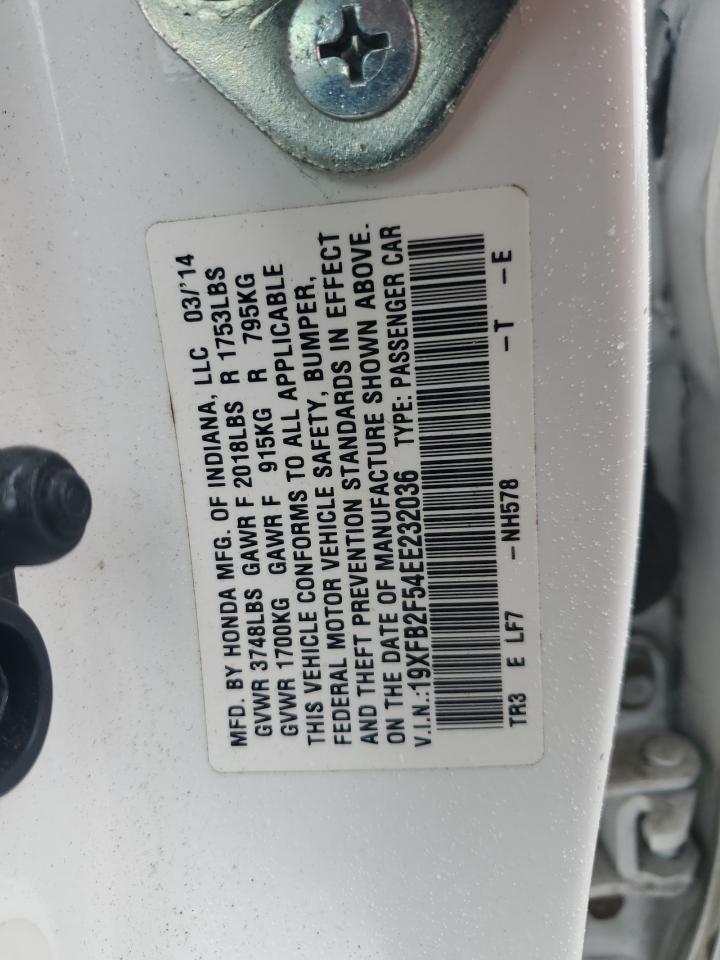 MFD. BY HONDA MFG. OF INDIANA, LLC 03/'14
GVWR 3748LBS GAWR F 2018LBS R 1753LBS
GVWR 1700KG GAWR F 915KG R 795KG
THIS VEHICLE CONFORMS TO ALL APPLICABLE
FEDERAL MOTOR VEHICLE SAFETY, BUMPER,
AND THEFT PREVENTION STANDARDS IN EFFECT
ON THE DATE OF MANUFACTURE SHOWN ABOVE.
V.I.N.:19XFB2F54EE232036 TYPE: PASSENGER CAR
TR3 E LF7 -NH578 -T -E